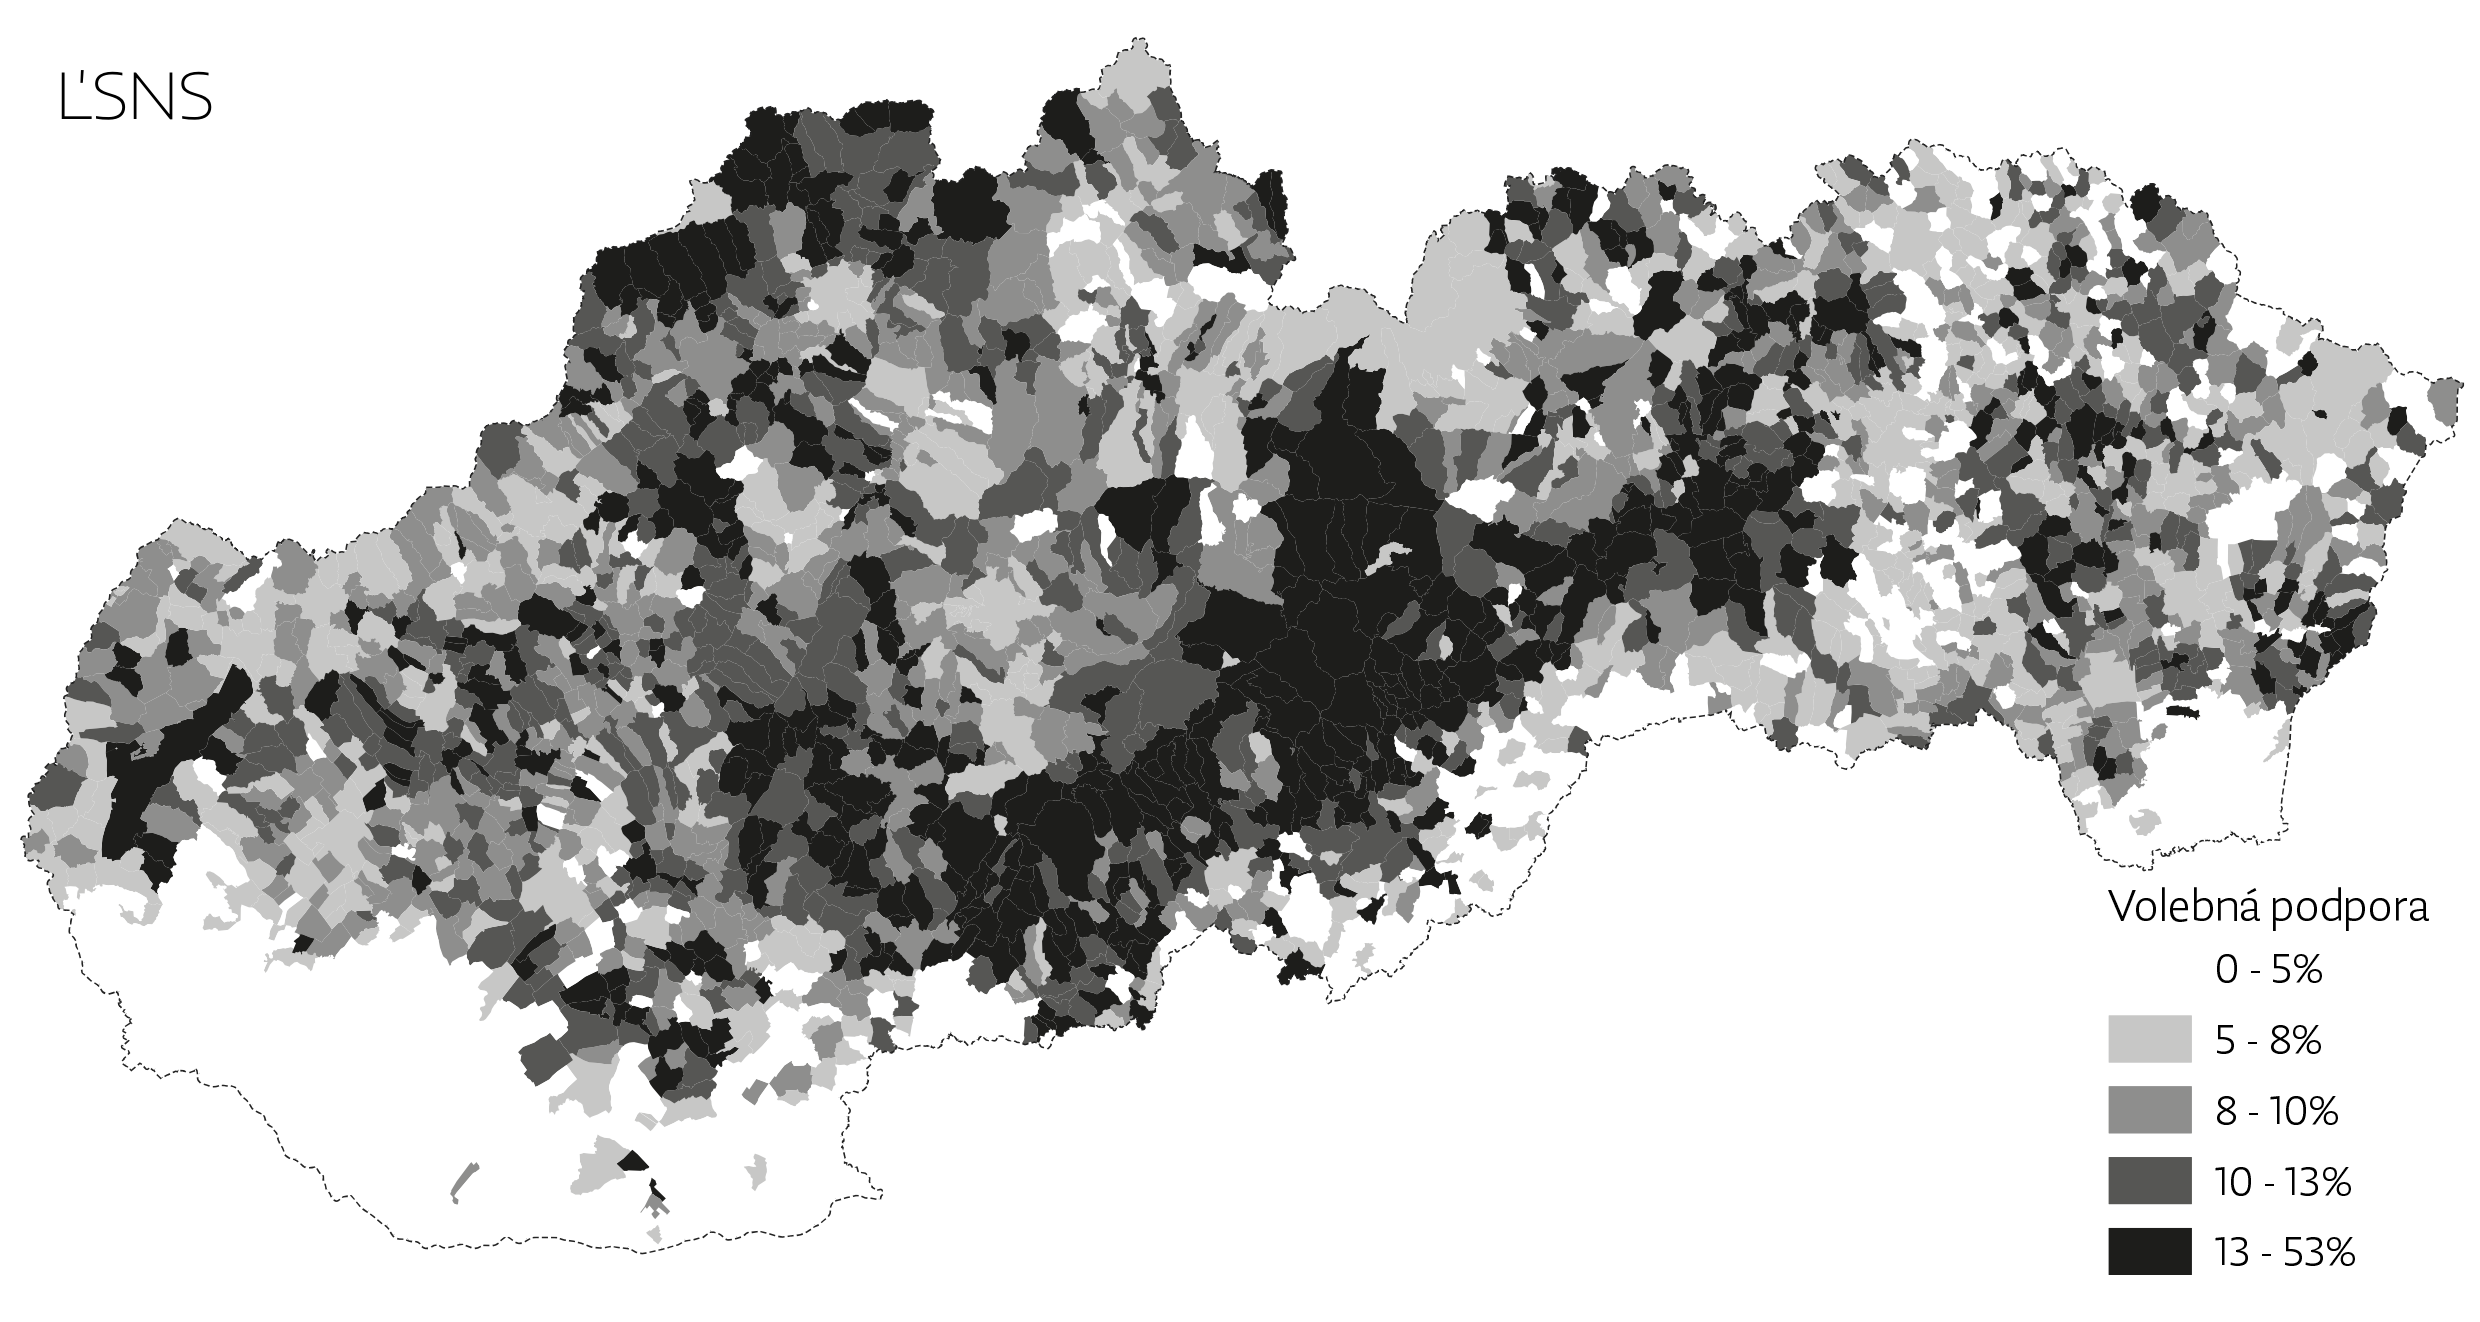 ĽSNS
Volebná podpora
0 - 5%
5 - 8%
8 - 10%
10 - 13%
13 - 53%